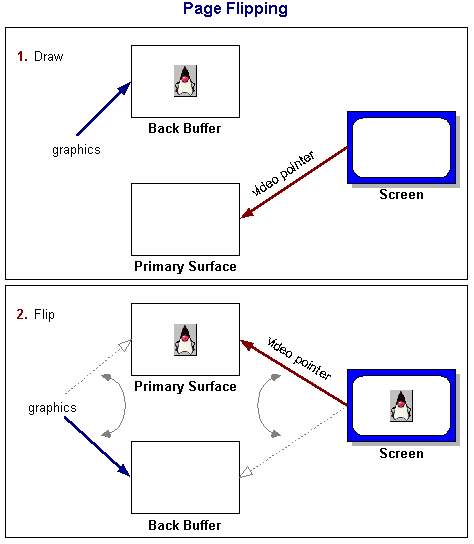 Page Flipping
1. Draw
Back Buffer
graphics
video pointer
Screen
Primary Surface
2. Flip
video pointer
Primary Surface
graphics
Screen
Back Buffer